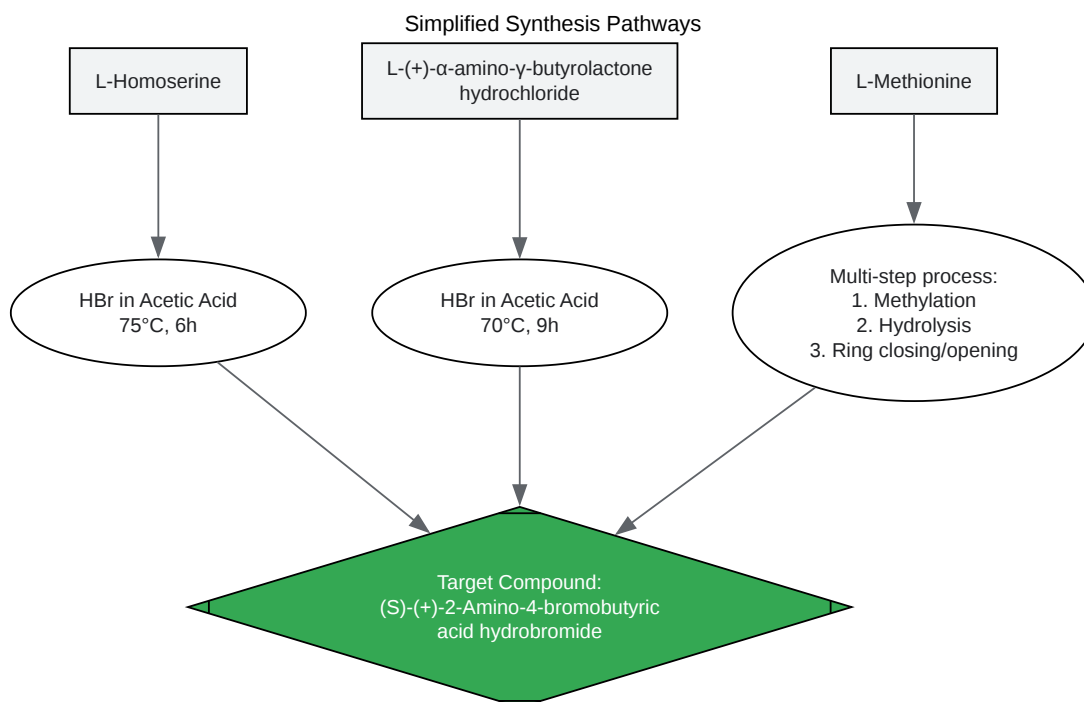 Simplified Synthesis Pathways
L-Homoserine
L-(+)-α-amino-γ-butyrolactone
hydrochloride
L-Methionine
HBr in Acetic Acid
75°C, 6h
HBr in Acetic Acid
70°C, 9h
Multi-step process:
1. Methylation
2. Hydrolysis
3. Ring closing/opening
Target Compound:
(S)-(+)-2-Amino-4-bromobutyric
acid hydrobromide